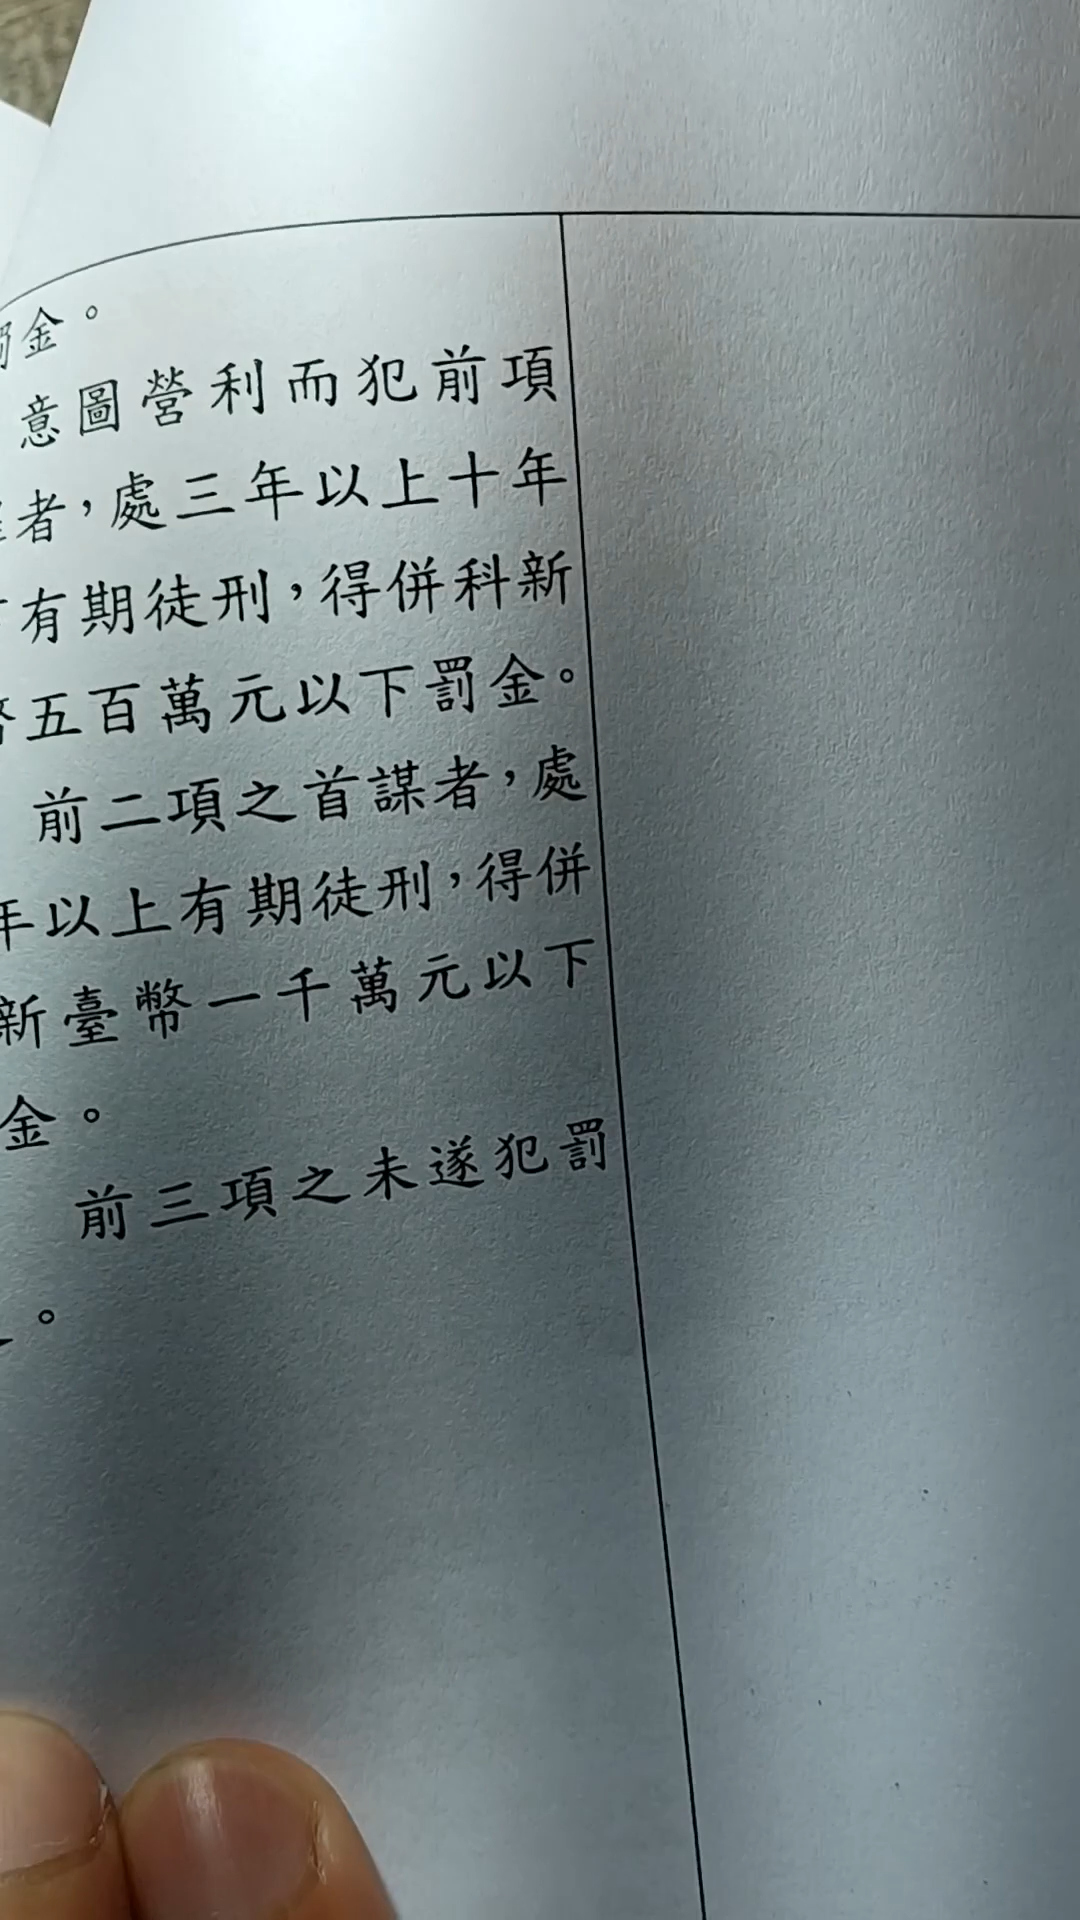 金。
意圖營利而犯前項
者,處三年以上十年
有期徒刑,得併科新
五百萬元以下罰金。
前二項之首謀者,處
年以上有期徒刑,得併
新臺幣一千萬元以下
金。
前三項之未遂犯罰
。